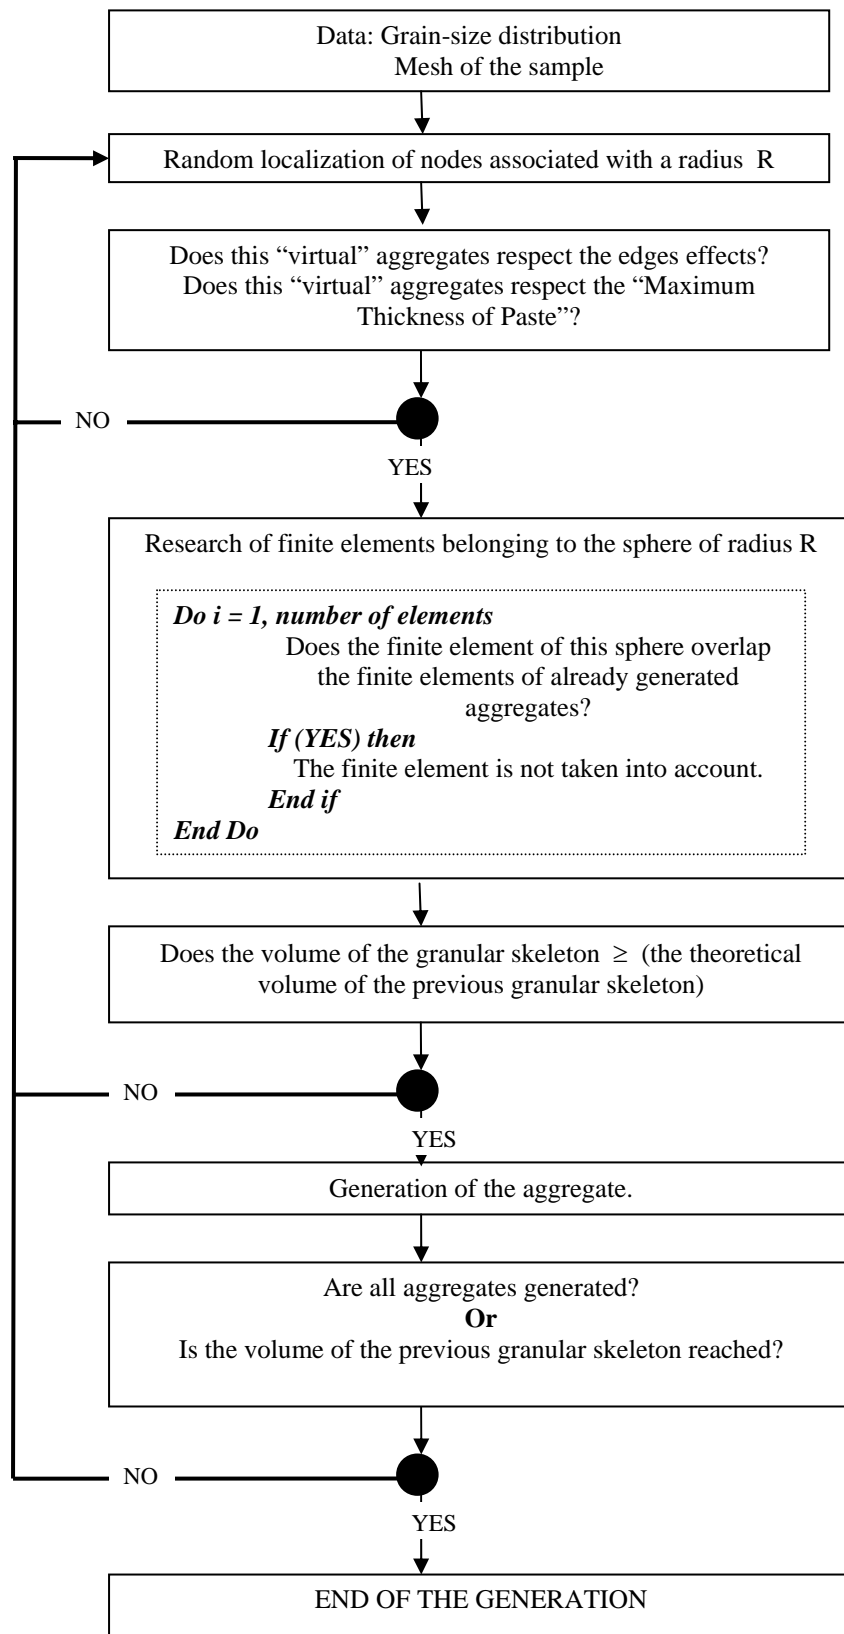 Data: Grain-size distribution
Mesh of the sample
Random localization of nodes associated with a radius R
Does this “virtual” aggregates respect the edges effects?
Does this “virtual” aggregates respect the “Maximum
Thickness of Paste”?
NO
YES
Research of finite elements belonging to the sphere of radius R
Do i = 1, number of elements
Does the finite element of this sphere overlap
the finite elements of already generated
aggregates?
If (YES) then
The finite element is not taken into account.
End if
End Do
Does the volume of the granular skeleton ≥ (the theoretical
volume of the previous granular skeleton)
NO
YES
Generation of the aggregate.
Are all aggregates generated?
Or
Is the volume of the previous granular skeleton reached?
NO
YES
END OF THE GENERATION